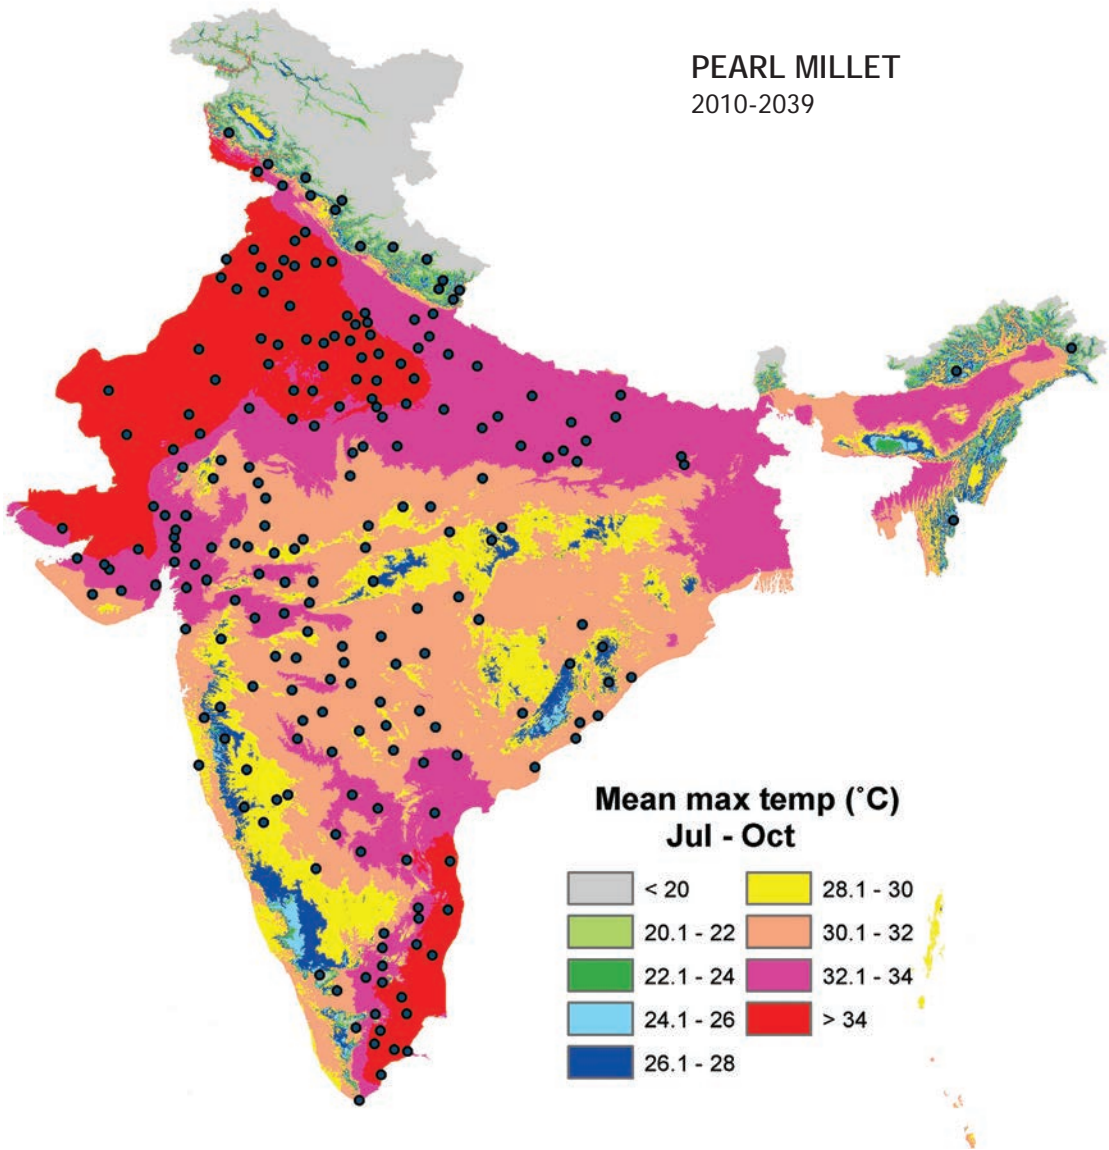 PEARL MILLET
2010-2039
Mean max temp (˚C)
Jul - Oct
< 20
28.1 - 30
20.1 - 22
30.1 - 32
22.1 - 24
32.1 - 34
24.1 - 26
> 34
26.1 - 28